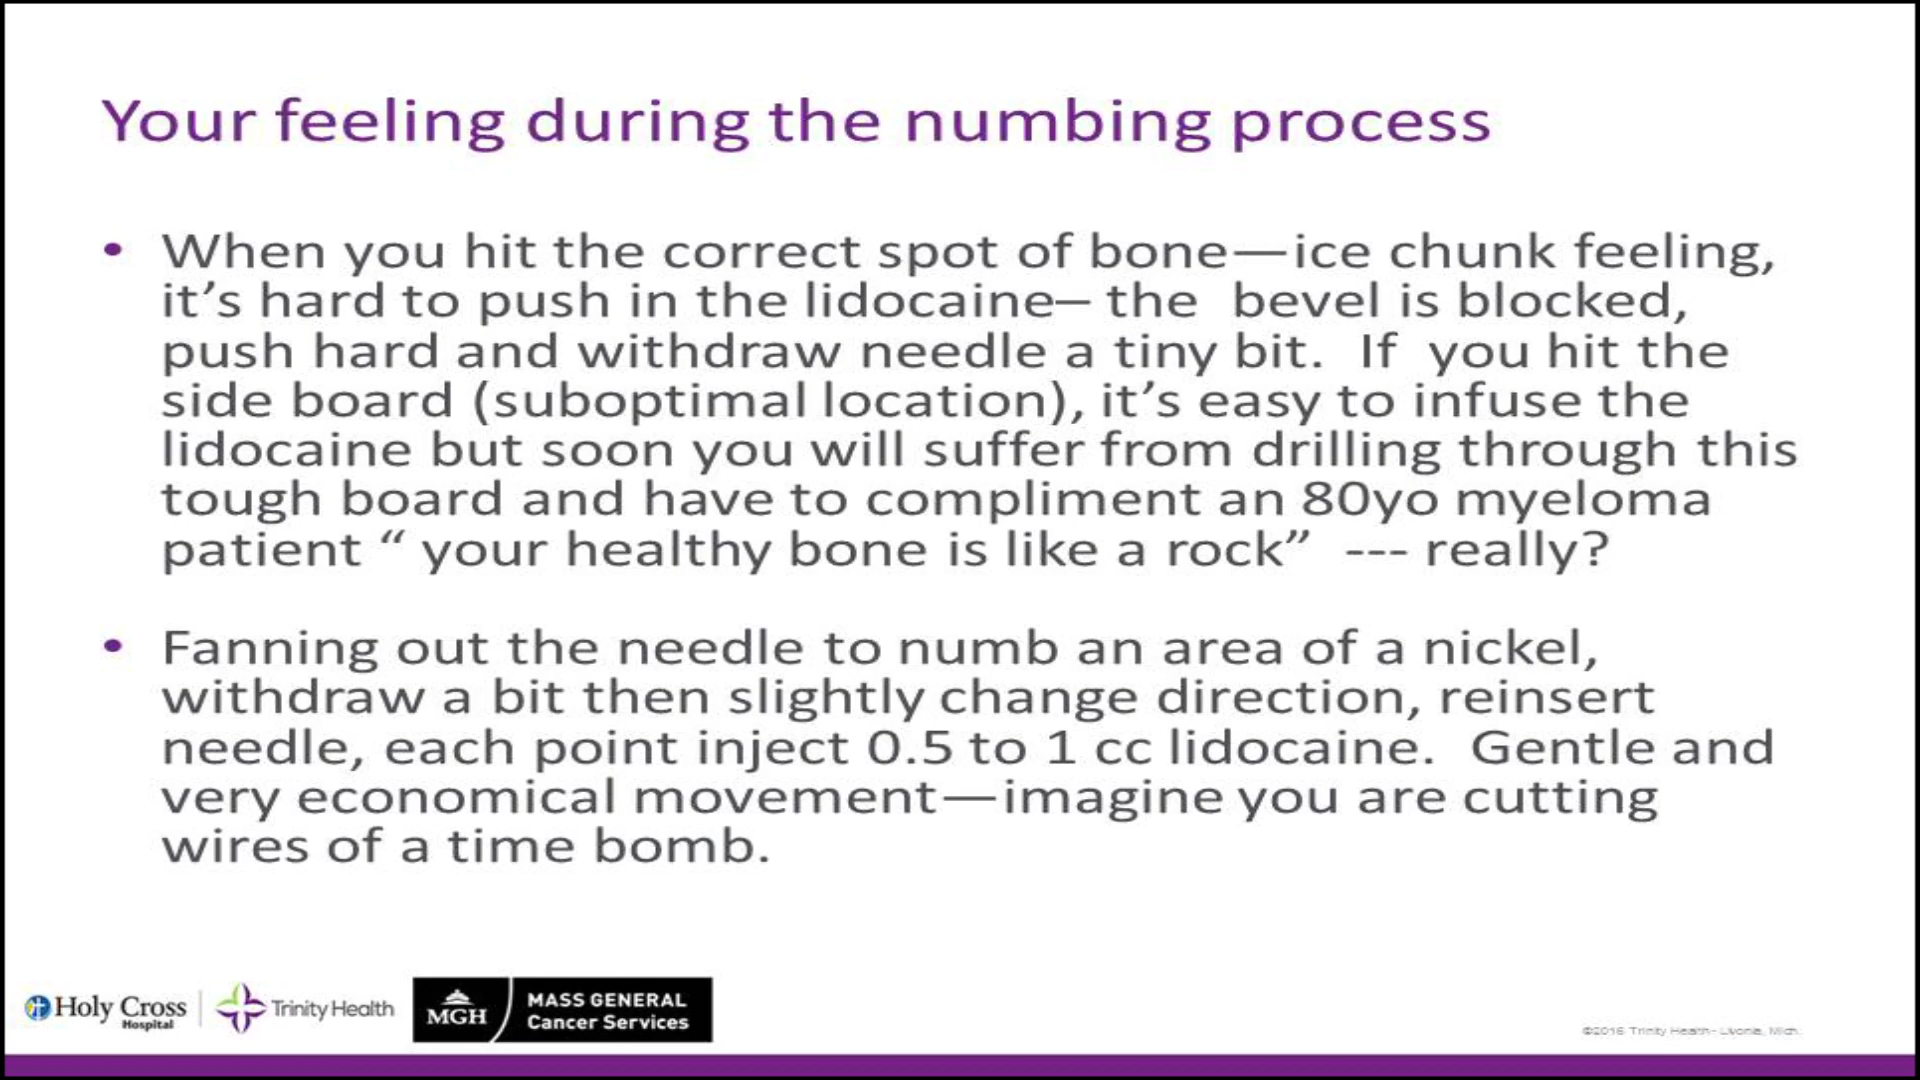 Your feeling during the numbing process
• When you hit the correct spot of bone—ice chunk feeling,
it’s hard to push in the lidocaine– the  bevel is blocked,
push hard and withdraw needle a tiny bit.  If  you hit the
side board (suboptimal location), it’s easy to infuse the
lidocaine but soon you will suffer from drilling through this
tough board and have to compliment an 80yo myeloma
patient “ your healthy bone is like a rock”  --- really?
• Fanning out the needle to numb an area of a nickel,
withdraw a bit then slightly change direction, reinsert
needle, each point inject 0.5 to 1 cc lidocaine.  Gentle and
very economical movement—imagine you are cutting
wires of a time bomb.
Holy Cross
Hospital
Trinity Health
MGH
MASS GENERAL
Cancer Services
©2016 Trinity Health - Livonia, Mich.